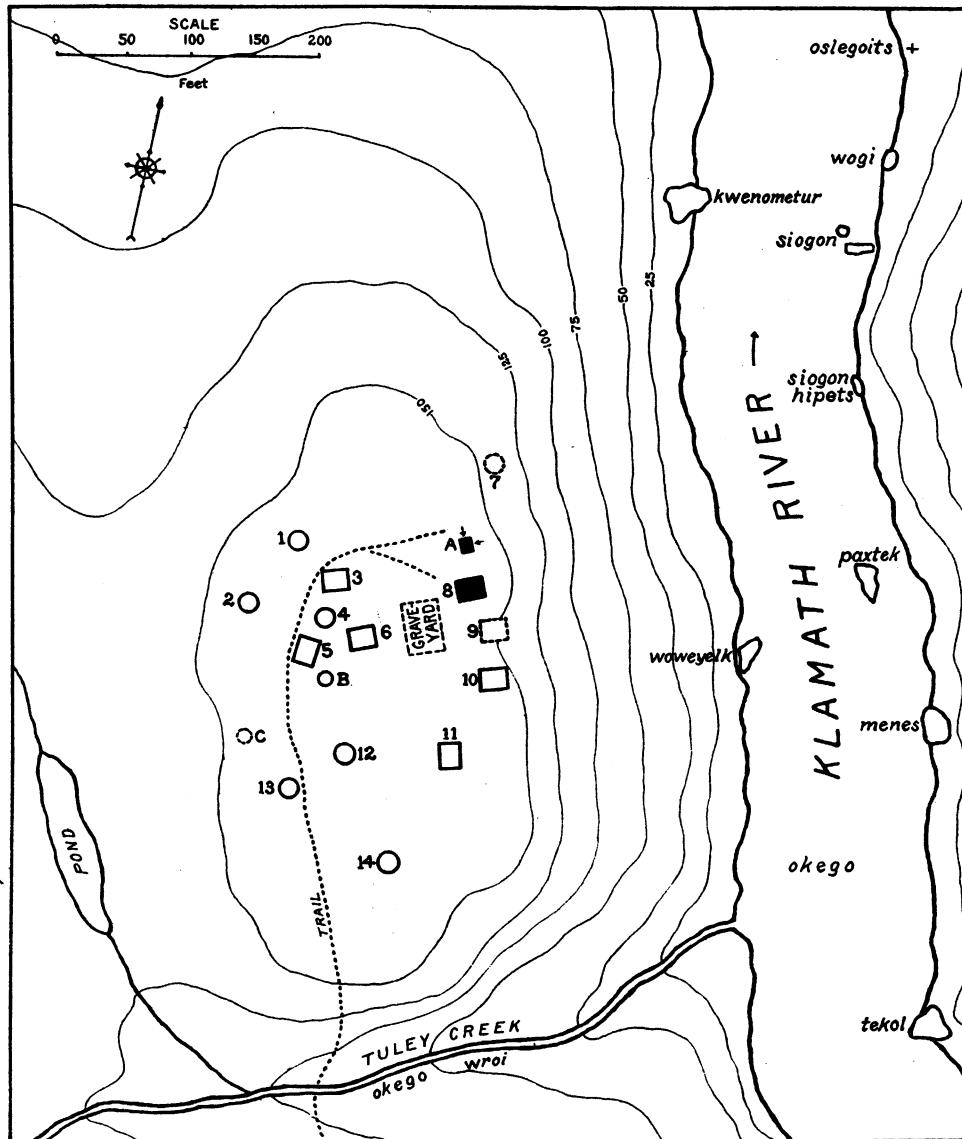 SCALE
0 50 100 150 200
Feet
oslegoits +
wogi
kwenometur
siogon
25
50
75
100
125
150
siogon
hipets
KLAMATH RIVER
7
1
A
3
8
paxtek
2
4
GRAVE
YARD
6
9
5
woweyelk
B
10
menes
C
12
11
13
POND
14
okego
TRAIL
tekol
TULEY CREEK
okego wroi